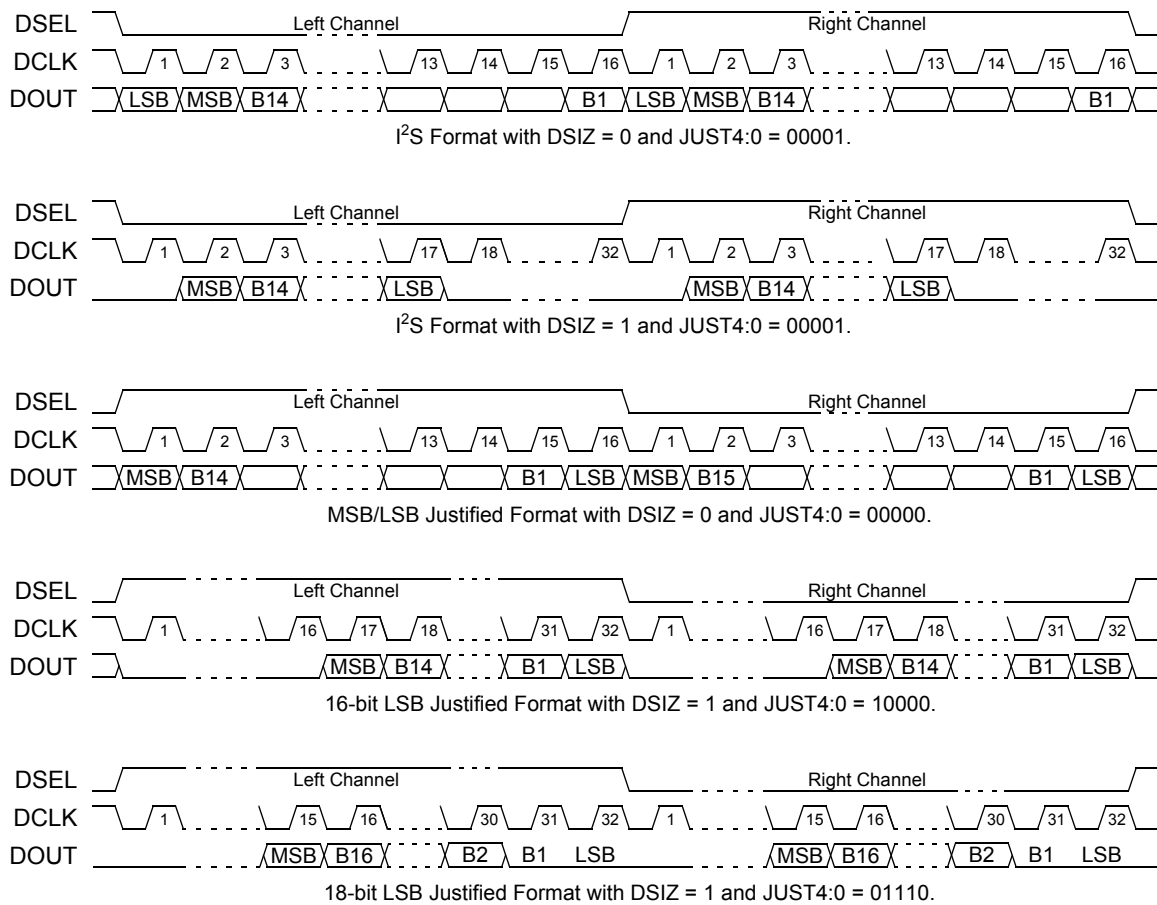 DSEL Left Channel Right Channel
DCLK 1 2 3 13 14 15 16 1 2 3 13 14 15 16
DOUT LSB MSB B14 B1 LSB MSB B14 B1
I²S Format with DSIZ = 0 and JUST4:0 = 00001.
DSEL Left Channel Right Channel
DCLK 1 2 3 17 18 32 1 2 3 17 18 32
DOUT MSB B14 LSB MSB B14 LSB
I²S Format with DSIZ = 1 and JUST4:0 = 00001.
DSEL Left Channel Right Channel
DCLK 1 2 3 13 14 15 16 1 2 3 13 14 15 16
DOUT MSB B14 B1 LSB MSB B15 B1 LSB
MSB/LSB Justified Format with DSIZ = 0 and JUST4:0 = 00000.
DSEL Left Channel Right Channel
DCLK 1 16 17 18 31 32 1 16 17 18 31 32
DOUT MSB B14 B1 LSB MSB B14 B1 LSB
16-bit LSB Justified Format with DSIZ = 1 and JUST4:0 = 10000.
DSEL Left Channel Right Channel
DCLK 1 15 16 30 31 32 1 15 16 30 31 32
DOUT MSB B16 B2 B1 LSB MSB B16 B2 B1 LSB
18-bit LSB Justified Format with DSIZ = 1 and JUST4:0 = 01110.